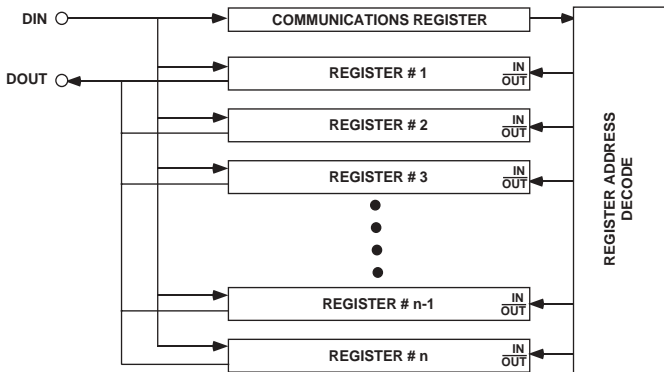 DIN
COMMUNICATIONS REGISTER
DOUT
REGISTER # 1
IN
OUT
REGISTER # 2
IN
OUT
REGISTER # 3
IN
OUT
REGISTER # n-1
IN
OUT
REGISTER # n
IN
OUT
REGISTER ADDRESS
DECODE